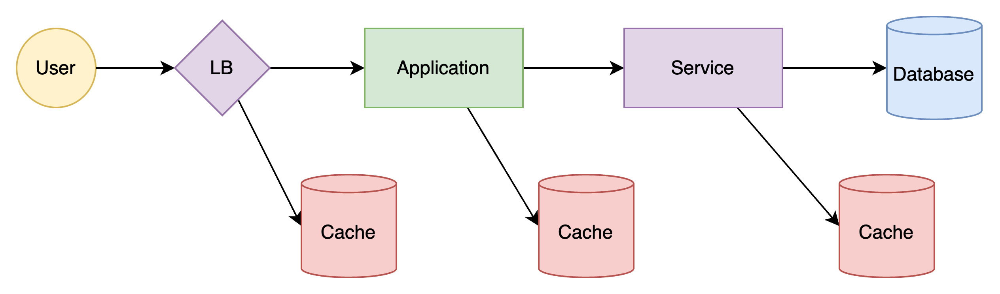 User
LB
Application
Service
Database
Cache
Cache
Cache